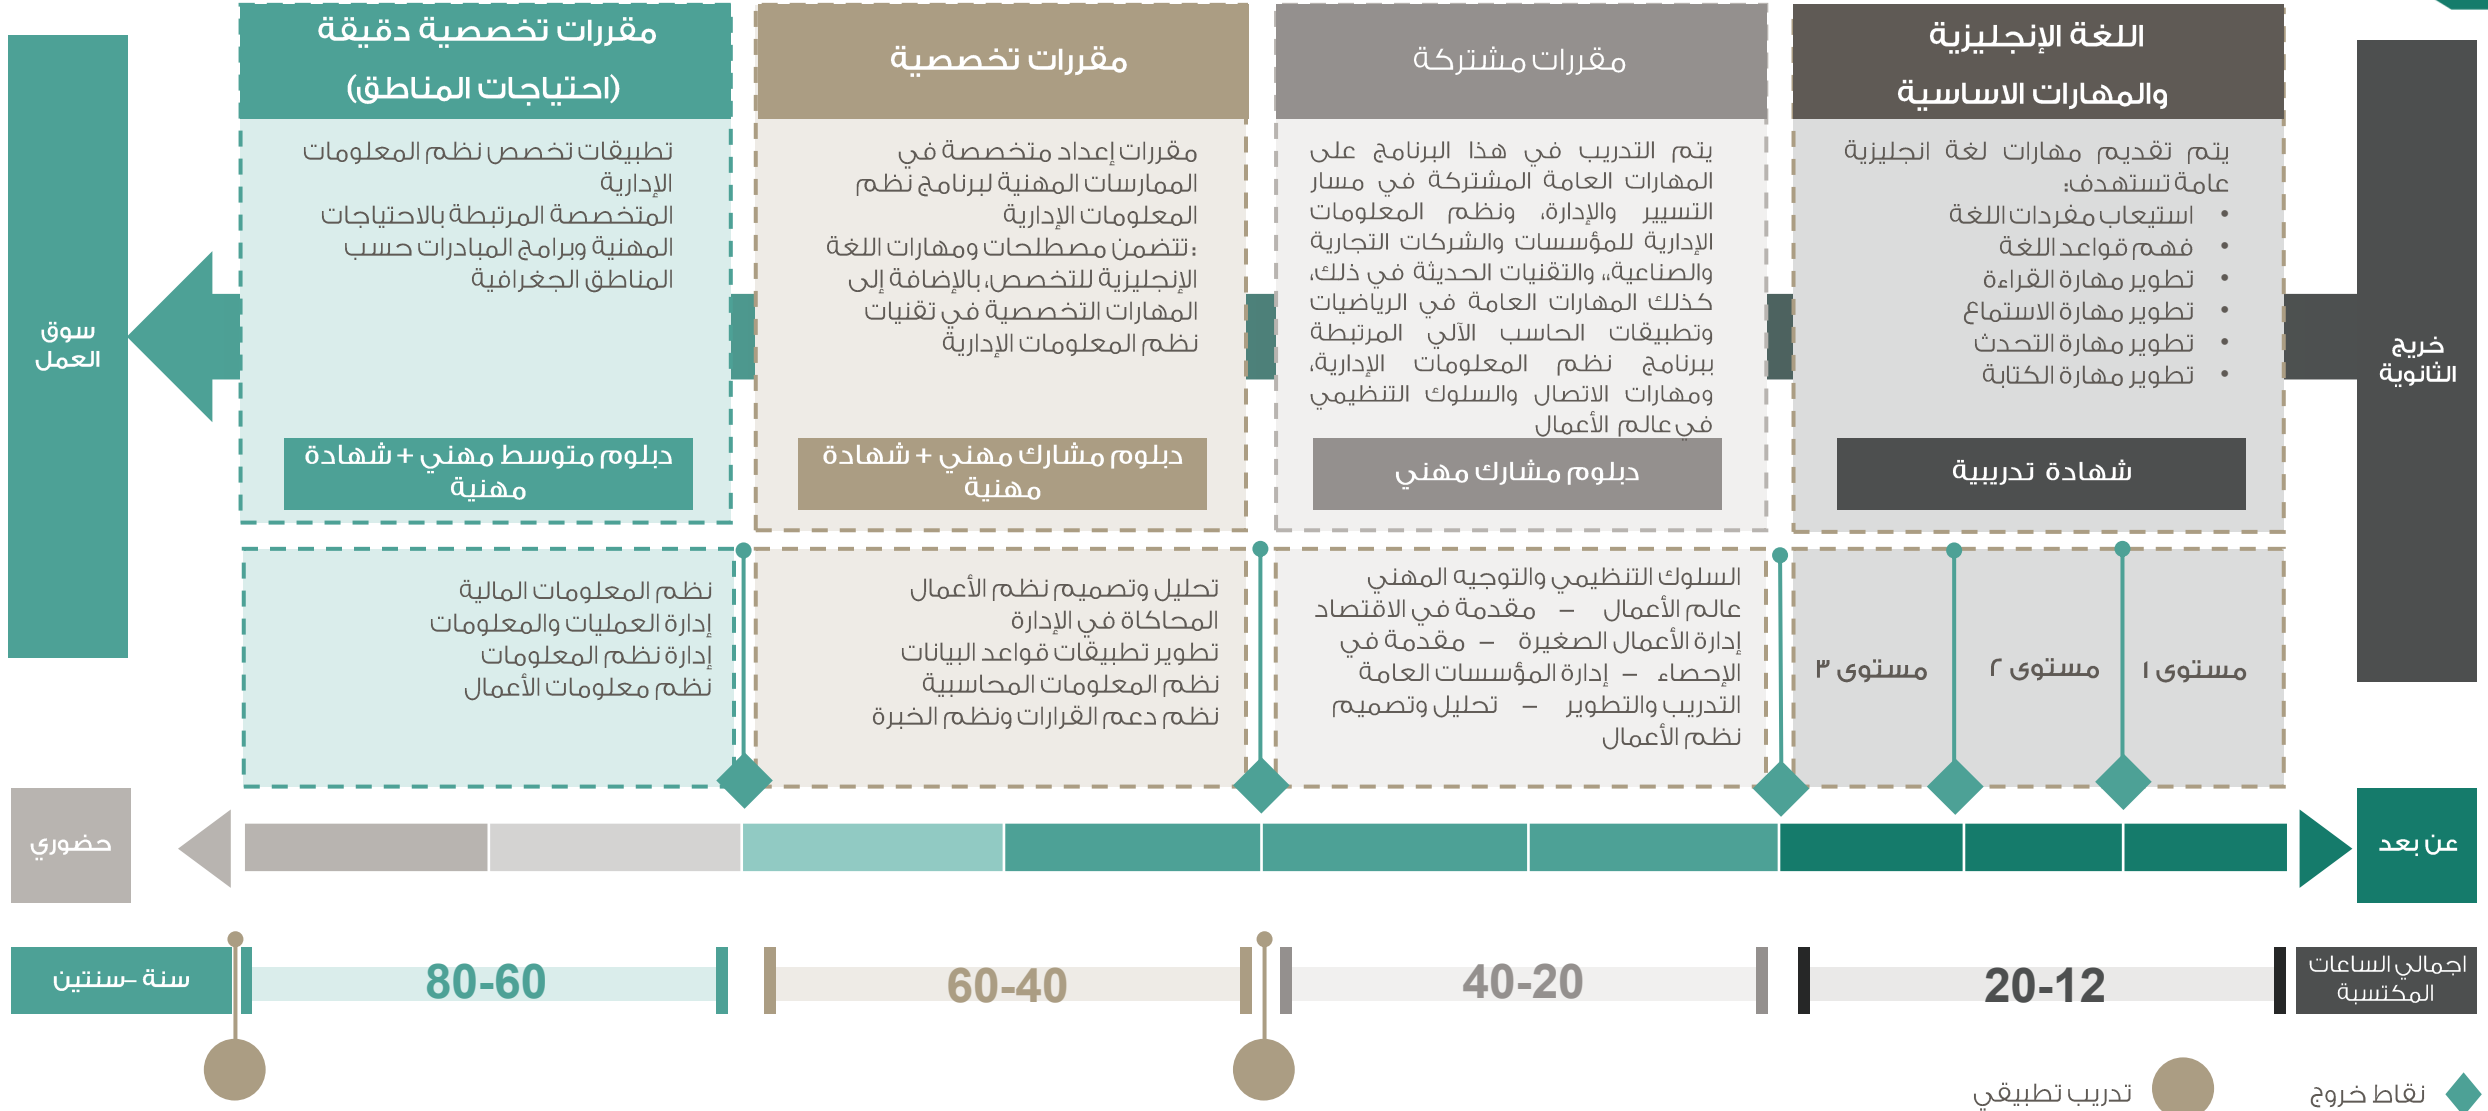 خريج
الثانوية
اللغة الإنجليزية
والمهارات الاساسية
يتم تقديم مهارات لغة انجليزية
عامة تستهدف:
• استيعاب مفردات اللغة
• فهم قواعد اللغة
• تطوير مهارة القراءة
• تطوير مهارة الاستماع
• تطوير مهارة التحدث
• تطوير مهارة الكتابة
شهادة تدريبية
مقررات مشتركة
يتم التدريب في هذا البرنامج على
المهارات العامة المشتركة في مسار
التسيير والإدارة، ونظم المعلومات
الإدارية للمؤسسات والشركات التجارية
والصناعية،، والتقنيات الحديثة في ذلك،
كذلك المهارات العامة في الرياضيات
وتطبيقات الحاسب الآلي المرتبطة
ببرنامج نظم المعلومات الإدارية،
ومهارات الاتصال والسلوك التنظيمي
في عالم الأعمال
دبلوم مشارك مهني
مقررات تخصصية
مقررات إعداد متخصصة في
الممارسات المهنية لبرنامج نظم
المعلومات الإدارية
:تتضمن مصطلحات ومهارات اللغة
الإنجليزية للتخصص،بالإضافة إلى
المهارات التخصصية في تقنيات
نظم المعلومات الإدارية
دبلوم مشارك مهني + شهادة
مهنية
مقررات تخصصية دقيقة
(احتياجات المناطق)
تطبيقات تخصص نظم المعلومات
الإدارية
المتخصصة المرتبطة بالاحتياجات
المهنية وبرامج المبادرات حسب
المناطق الجغرافية
دبلوم متوسط مهني + شهادة
مهنية
سوق
العمل
مستوى ١
مستوى ٢
مستوى ٣
السلوك التنظيمي والتوجيه المهني
عالم الأعمال – مقدمة في الاقتصاد
إدارة الأعمال الصغيرة – مقدمة في
الإحصاء – إدارة المؤسسات العامة
التدريب والتطوير – تحليل وتصميم
نظم الأعمال
تحليل وتصميم نظم الأعمال
المحاكاة في الإدارة
تطوير تطبيقات قواعد البيانات
نظم المعلومات المحاسبية
نظم دعم القرارات ونظم الخبرة
نظم المعلومات المالية
إدارة العمليات والمعلومات
إدارة نظم المعلومات
نظم معلومات الأعمال
عن بعد
حضوري
اجمالي الساعات
المكتسبة
20-12
40-20
60-40
80-60
سنة –سنتين
نقاط خروج
تدريب تطبيقي